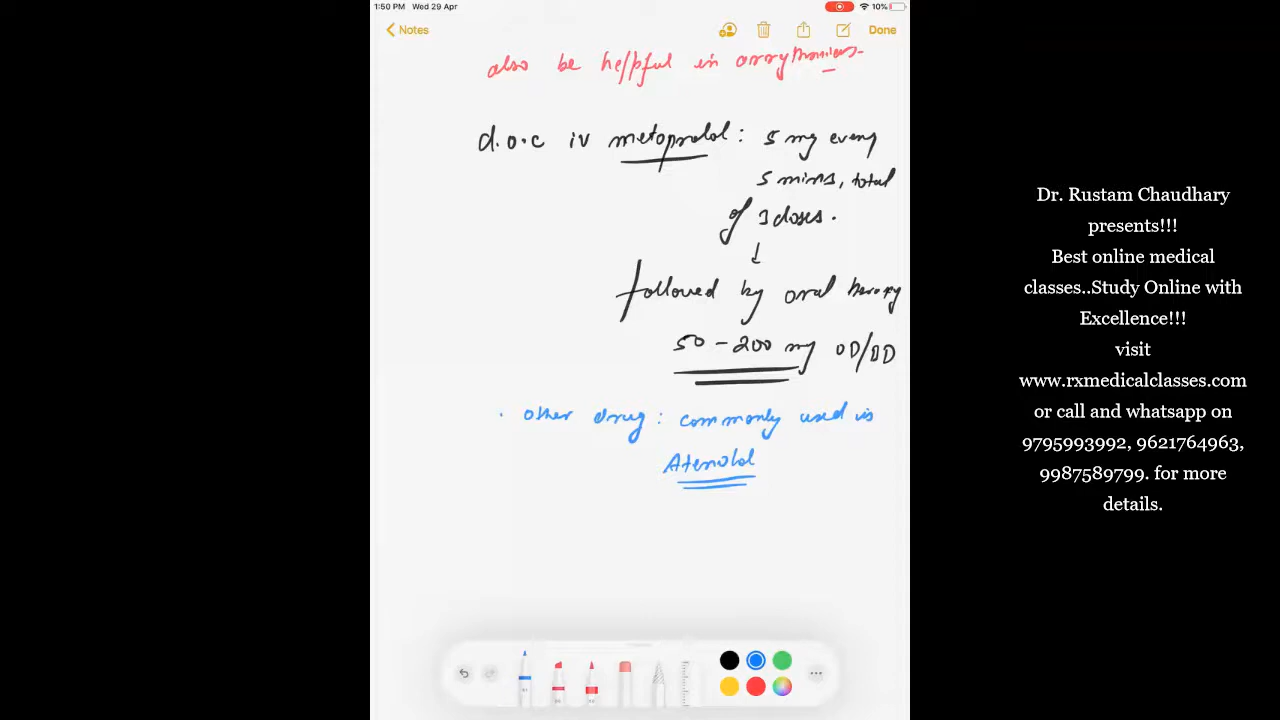 1:50 PM Wed 29 Apr
10%
Notes
Done
also be helpful in arrythmias
d.o.c iv metoprolol : 5 mg every
5 mins, total
of 3 doses.
followed by oral therapy
50 - 200 mg OD/BD
. other drug : commonly used is
Atenolol
Dr. Rustam Chaudhary
presents!!!
Best online medical
classes..Study Online with
Excellence!!!
visit
www.rxmedicalclasses.com
or call and whatsapp on
9795993992, 9621764963,
9987589799. for more
details.